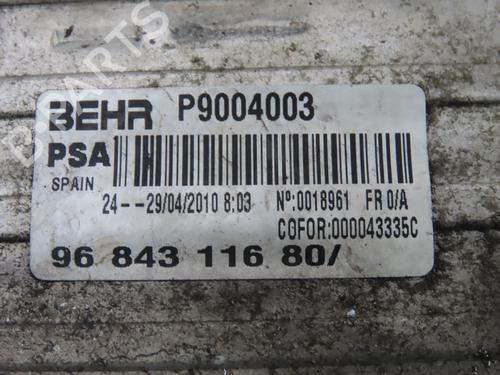 BEHR P9004003
PSA
SPAIN
24--29/04/2010 8:03 Nº:0018961 FR 0/A
COFOR:000043335C
96 843 116 80/